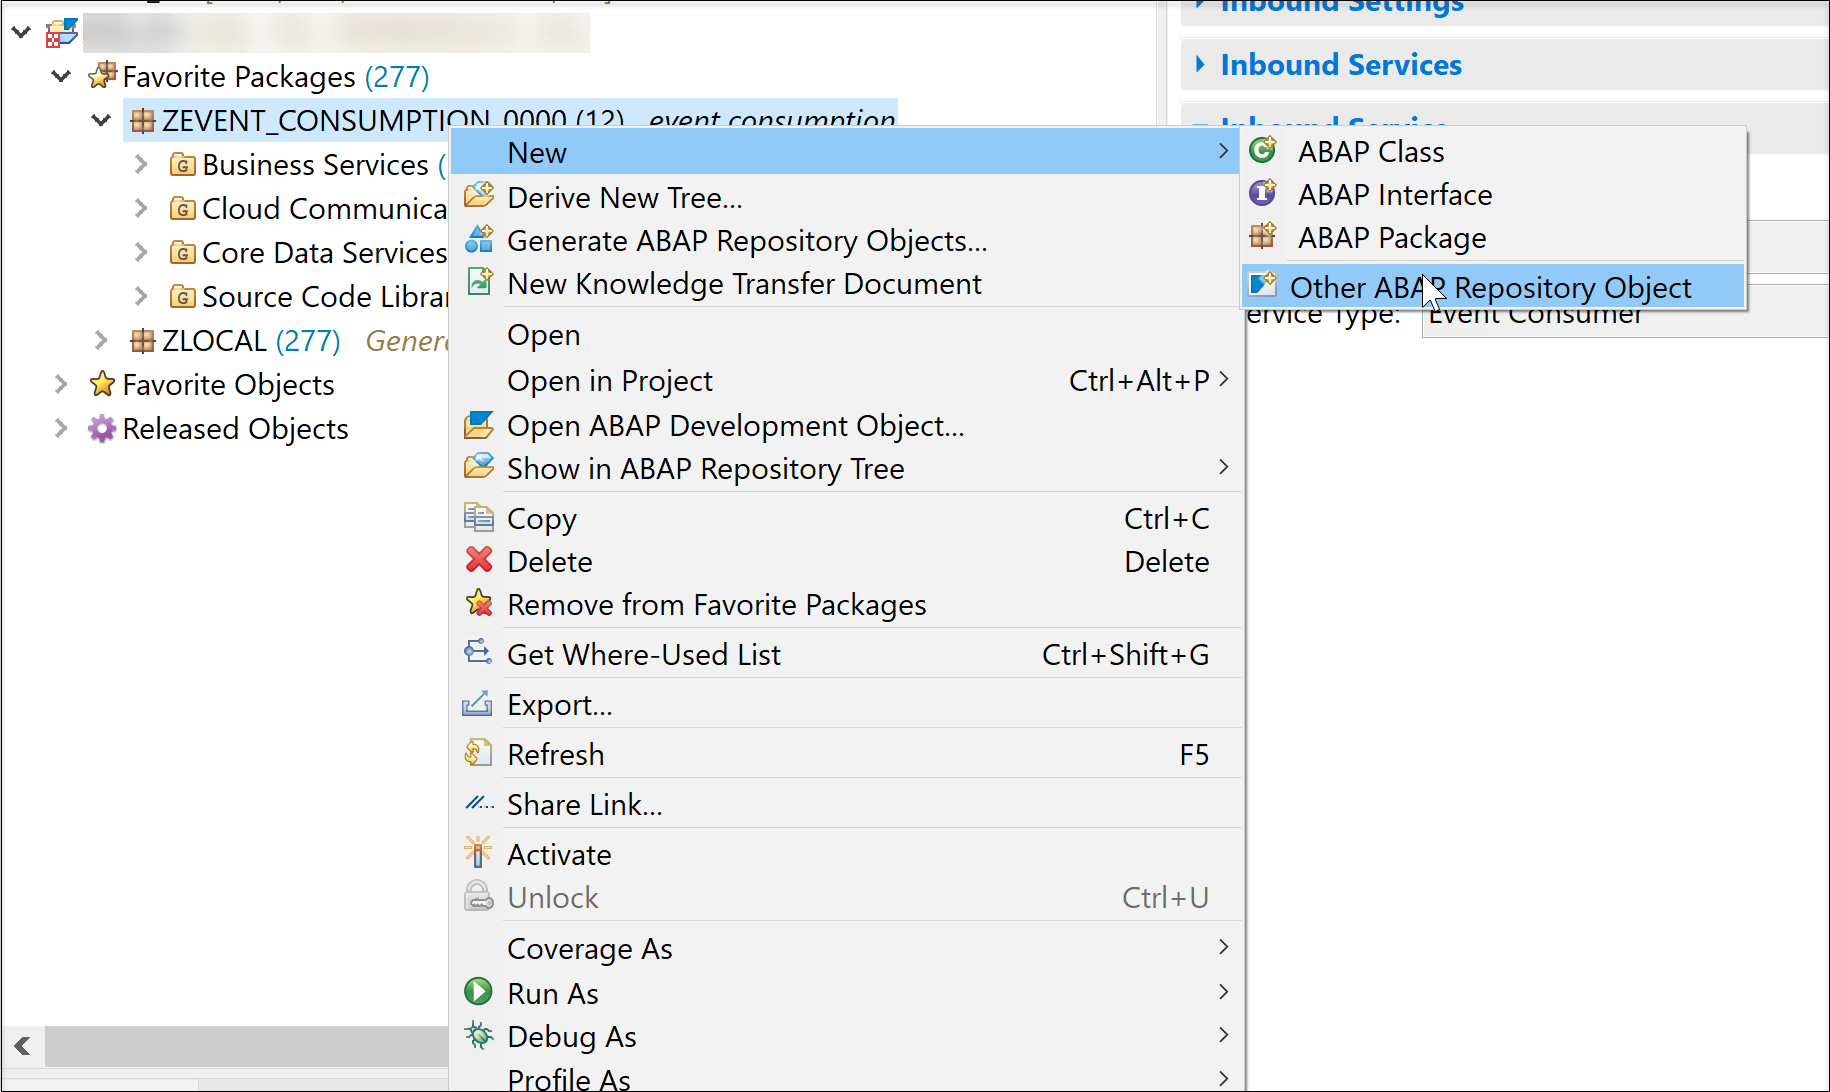 Inbound Settings
Favorite Packages (277)
Inbound Services
ZEVENT_CONSUMPTION_0000 (12) event consumption
Inbound Service
Business Services (
Cloud Communica
Core Data Services
Source Code Librar
ZLOCAL (277) Genera
Favorite Objects
Released Objects
New
Derive New Tree...
Generate ABAP Repository Objects...
New Knowledge Transfer Document
Open
Open in Project Ctrl+Alt+P
Open ABAP Development Object...
Show in ABAP Repository Tree
Copy Ctrl+C
Delete Delete
Remove from Favorite Packages
Get Where-Used List Ctrl+Shift+G
Export...
Refresh F5
Share Link...
Activate
Unlock Ctrl+U
Coverage As
Run As
Debug As
Profile As
ABAP Class
ABAP Interface
ABAP Package
Other ABAP Repository Object
ervice Type: Event Consumer